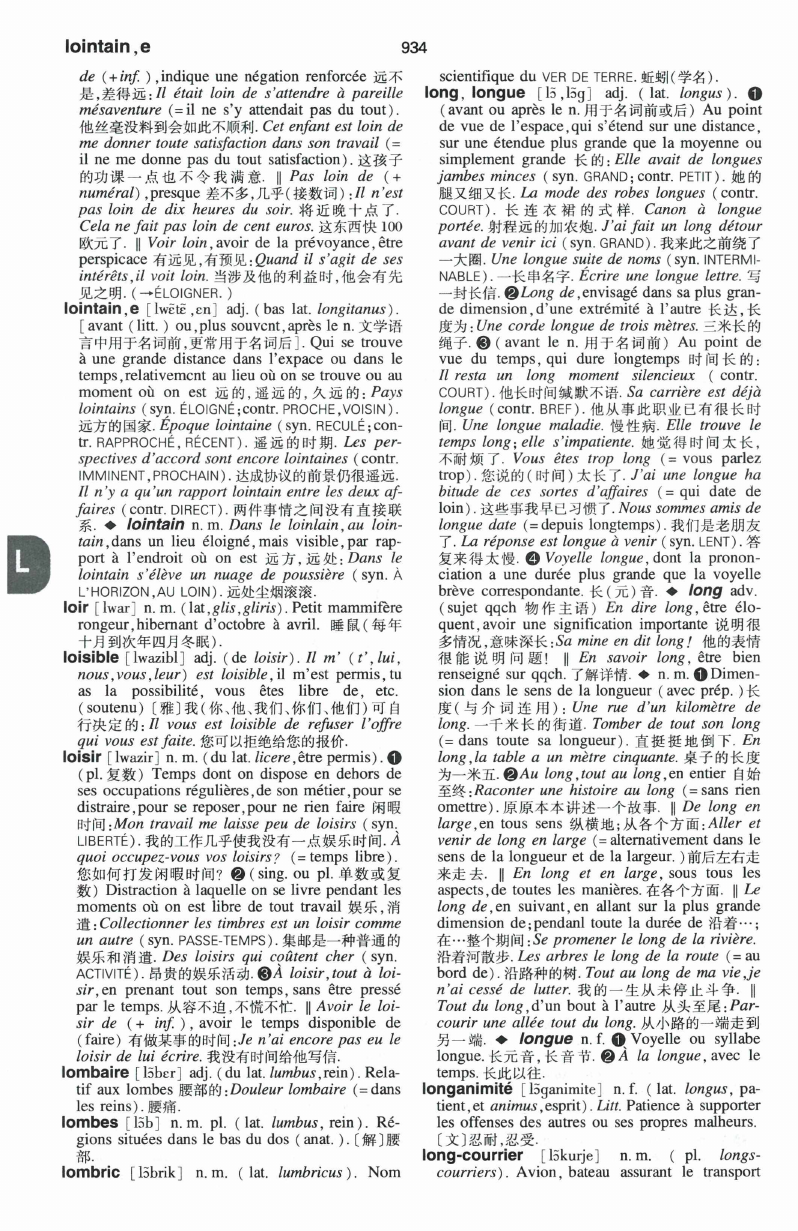 lointain,e
934
de (+inf. ),indique une négation renforcée 远不
是,差得远:Il était loin de s'attendre à pareille
mésaventure (=il ne s'y attendait pas du tout).
他丝毫没料到会如此不顺利. Cet enfant est loin de
me donner toute satisfaction dans son travail (=
il ne me donne pas du tout satisfaction). 这孩子
的功课一点也不令我满意. ‖ Pas loin de (+
numéral),presque 差不多,几乎(接数词):Il n'est
pas loin de dix heures du soir. 将近晚十点了.
Cela ne fait pas loin de cent euros. 这东西快 100
欧元了. ‖ Voir loin,avoir de la prévoyance,être
perspicace 有远见,有预见:Quand il s'agit de ses
intérêts,il voit loin. 当涉及他的利益时,他会有先
见之明. (→ÉLOIGNER. )
lointain,e [lwɛ̃tɛ̃,ɛn] adj. (bas lat. longitanus).
[avant (litt. ) ou,plus souvent,après le n. 文学语
言中用于名词前,更常用于名词后]. Qui se trouve
à une grande distance dans l'expace ou dans le
temps,relativement au lieu où on se trouve ou au
moment où on est 远的,遥远的,久远的: Pays
lointains (syn. ÉLOIGNÉ;contr. PROCHE,VOISIN).
远方的国家. Époque lointaine (syn. RECULÉ;con-
tr. RAPPROCHÉ, RÉCENT). 遥远的时期. Les per-
spectives d'accord sont encore lointaines (contr.
IMMINENT,PROCHAIN). 达成协议的前景仍很遥远.
Il n'y a qu'un rapport lointain entre les deux af-
faires (contr. DIRECT). 两件事情之间没有直接联
系. ◆ lointain n. m. Dans le loinlain,au loin-
tain,dans un lieu éloigné,mais visible,par rap-
port à l'endroit où on est 远方,远处:Dans le
lointain s'élève un nuage de poussière (syn. À
L'HORIZON,AU LOIN). 远处尘烟滚滚.
loir [lwar] n. m. (lat,glis,gliris). Petit mammifère
rongeur,hibernant d'octobre à avril. 睡鼠(每年
十月到次年四月冬眠).
loisible [lwazibl] adj. (de loisir). Il m' (t',lui,
nous,vous,leur) est loisible,il m'est permis,tu
as la possibilité, vous êtes libre de, etc.
(soutenu) [雅]我(你、他、我们、你们、他们)可自
行决定的: Il vous est loisible de refuser l'offre
qui vous est faite. 您可以拒绝给您的报价.
loisir [lwazir] n. m. (du lat. licere,être permis). ❶
(pl. 复数) Temps dont on dispose en dehors de
ses occupations régulières,de son métier,pour se
distraire,pour se reposer,pour ne rien faire 闲暇
时间:Mon travail me laisse peu de loisirs (syn.
LIBERTÉ). 我的工作几乎使我没有一点娱乐时间. À
quoi occupez-vous vos loisirs? (=temps libre).
您如何打发闲暇时间? ❷ (sing. ou pl. 单数或复
数) Distraction à laquelle on se livre pendant les
moments où on est libre de tout travail 娱乐,消
遣:Collectionner les timbres est un loisir comme
un autre (syn. PASSE-TEMPS). 集邮是一种普通的
娱乐和消遣. Des loisirs qui coûtent cher (syn.
ACTIVITÉ). 昂贵的娱乐活动. ❸À loisir,tout à loi-
sir,en prenant tout son temps, sans être pressé
par le temps. 从容不迫,不慌不忙. ‖ Avoir le loi-
sir de (+ inf. ), avoir le temps disponible de
(faire) 有做某事的时间:Je n'ai encore pas eu le
loisir de lui écrire. 我没有时间给他写信.
lombaire [lɔ̃bɛr] adj. (du lat. lumbus,rein). Rela-
tif aux lombes 腰部的:Douleur lombaire (=dans
les reins). 腰痛.
lombes [lɔ̃b] n. m. pl. (lat. lumbus, rein). Ré-
gions situées dans le bas du dos (anat. ). [解]腰
部.
lombric [lɔ̃brik] n. m. (lat. lumbricus). Nom
L
scientifique du VER DE TERRE. 蚯蚓(学名).
long, longue [lɔ̃,lɔ̃g] adj. (lat. longus). ❶
(avant ou après le n. 用于名词前或后) Au point
de vue de l'espace,qui s'étend sur une distance,
sur une étendue plus grande que la moyenne ou
simplement grande 长的:Elle avait de longues
jambes minces (syn. GRAND;contr. PETIT). 她的
腿又细又长. La mode des robes longues (contr.
COURT). 长连衣裙的式样. Canon à longue
portée. 射程远的加农炮. J'ai fait un long détour
avant de venir ici (syn. GRAND). 我来此之前绕了
一大圈. Une longue suite de noms (syn. INTERMI-
NABLE). 一长串名字. Écrire une longue lettre. 写
一封长信. ❷Long de,envisagé dans sa plus gran-
de dimension,d'une extrémité à l'autre 长达,长
度为:Une corde longue de trois mètres. 三米长的
绳子. ❸ (avant le n. 用于名词前) Au point de
vue du temps, qui dure longtemps 时间长的:
Il resta un long moment silencieux (contr.
COURT). 他长时间缄默不语. Sa carrière est déjà
longue (contr. BREF). 他从事此职业已有很长时
间. Une longue maladie. 慢性病. Elle trouve le
temps long; elle s'impatiente. 她觉得时间太长,
不耐烦了. Vous êtes trop long (= vous parlez
trop). 您说的(时间)太长了. J'ai une longue ha
bitude de ces sortes d'affaires (= qui date de
loin). 这些事我早已习惯了. Nous sommes amis de
longue date (=depuis longtemps). 我们是老朋友
了. La réponse est longue à venir (syn. LENT). 答
复来得太慢. ❹ Voyelle longue,dont la pronon-
ciation a une durée plus grande que la voyelle
brève correspondante. 长(元)音. ◆ long adv.
(sujet qqch 物作主语) En dire long,être élo-
quent,avoir une signification importante 说明很
多情况,意味深长:Sa mine en dit long! 他的表情
很能说明问题! ‖ En savoir long, être bien
renseigné sur qqch. 了解详情. ◆ n. m. ❶Dimen-
sion dans le sens de la longueur (avec prép. )长
度(与介词连用): Une rue d'un kilomètre de
long. 一千米长的街道. Tomber de tout son long
(= dans toute sa longueur). 直挺挺地倒下. En
long,la table a un mètre cinquante. 桌子的长度
为一米五. ❷Au long,tout au long,en entier 自始
至终:Raconter une histoire au long (=sans rien
omettre). 原原本本讲述一个故事. ‖ De long en
large,en tous sens 纵横地;从各个方面:Aller et
venir de long en large (=alternativement dans le
sens de la longueur et de la largeur. )前后左右走
来走去. ‖ En long et en large, sous tous les
aspects,de toutes les manières. 在各个方面. ‖ Le
long de,en suivant,en allant sur la plus grande
dimension de;pendanl toute la durée de 沿着…;
在…整个期间:Se promener le long de la rivière.
沿着河散步. Les arbres le long de la route (=au
bord de). 沿路种的树. Tout au long de ma vie,je
n'ai cessé de lutter. 我的一生从未停止斗争. ‖
Tout du long,d'un bout à l'autre 从头至尾:Par-
courir une allée tout du long. 从小路的一端走到
另一端. ◆ longue n. f. ❶ Voyelle ou syllabe
longue. 长元音,长音节. ❷ À la longue,avec le
temps. 长此以往.
longanimité [lɔ̃ganimite] n. f. (lat. longus, pa-
tient,et animus,esprit). Litt. Patience à supporter
les offenses des autres ou ses propres malheurs.
[文]忍耐,忍受.
long-courrier [lɔ̃kurje] n. m. ( pl. longs-
courriers). Avion, bateau assurant le transport